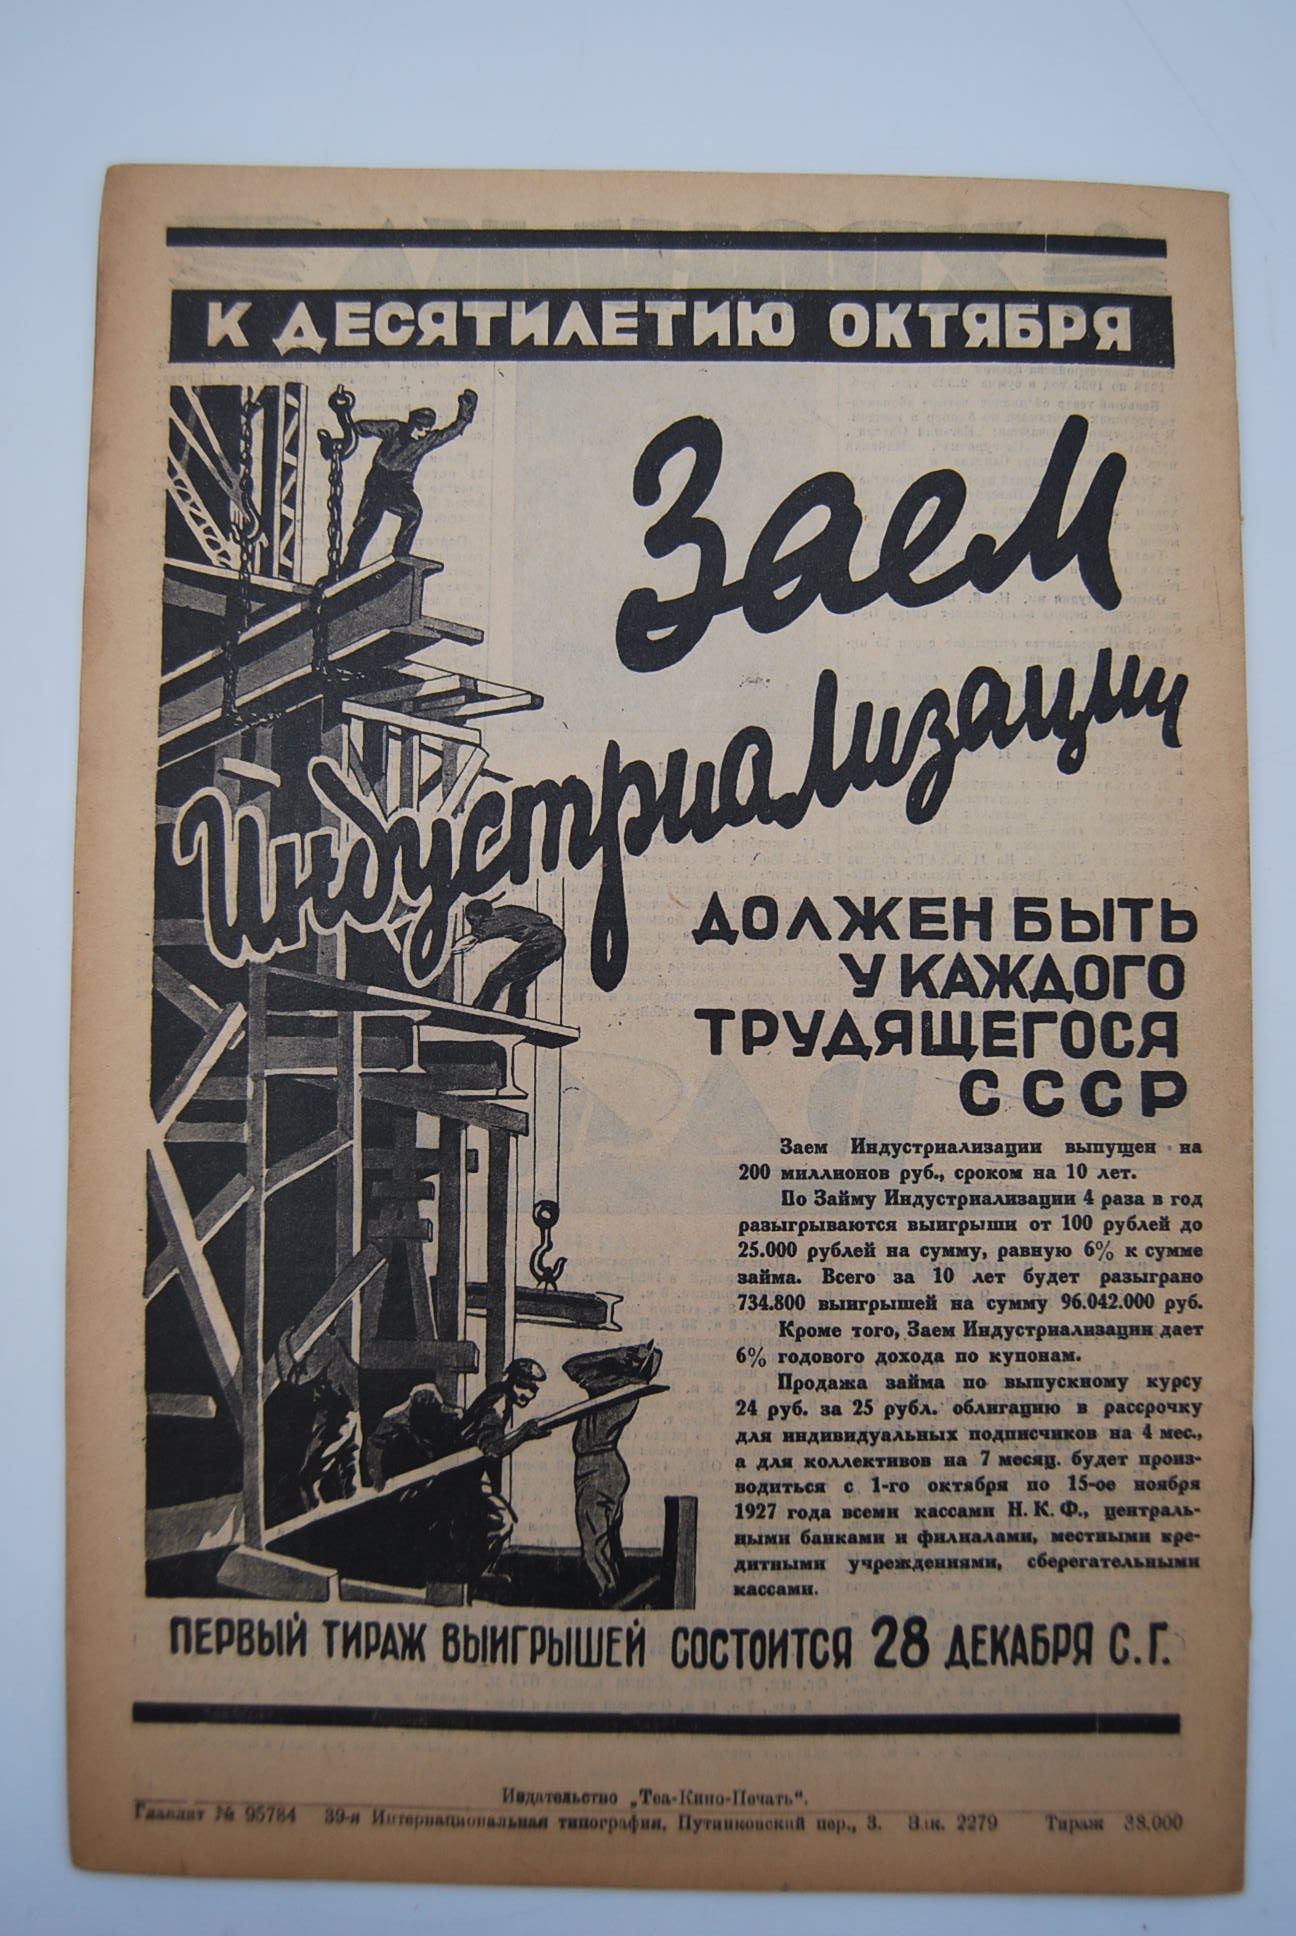 К ДЕСЯТИЛЕТИЮ ОКТЯБРЯ
Заем
Индустриализации
ДОЛЖЕН БЫТЬ
У КАЖДОГО
ТРУДЯЩЕГОСЯ
СССР
Заем Индустриализации выпущен на
200 миллионов руб., сроком на 10 лет.
По Займу Индустриализации 4 раза в год
разыгрываются выигрыши от 100 рублей до
25.000 рублей на сумму, равную 6% к сумме
займа. Всего за 10 лет будет разыграно
734.800 выигрышей на сумму 96.042.000 руб.
Кроме того, Заем Индустриализации дает
6% годового дохода по купонам.
Продажа займа по выпускному курсу
24 руб. за 25 рубл. облигацию в рассрочку
для индивидуальных подписчиков на 4 мес.,
а для коллективов на 7 месяц. будет произ-
водиться с 1-го октября по 15-ое ноября
1927 года всеми кассами Н. К. Ф., централь-
ными банками и филиалами, местными кре-
дитными учреждениями, сберегательными
кассами.
ПЕРВЫЙ ТИРАЖ ВЫИГРЫШЕЙ СОСТОИТСЯ 28 ДЕКАБРЯ С.Г.
Издательство „Теа-Кино-Печать“.
Главлит № 95784 39-я Интернациональная типография, Путинковский пер., 3. Зак. 2279 Тираж 38.000